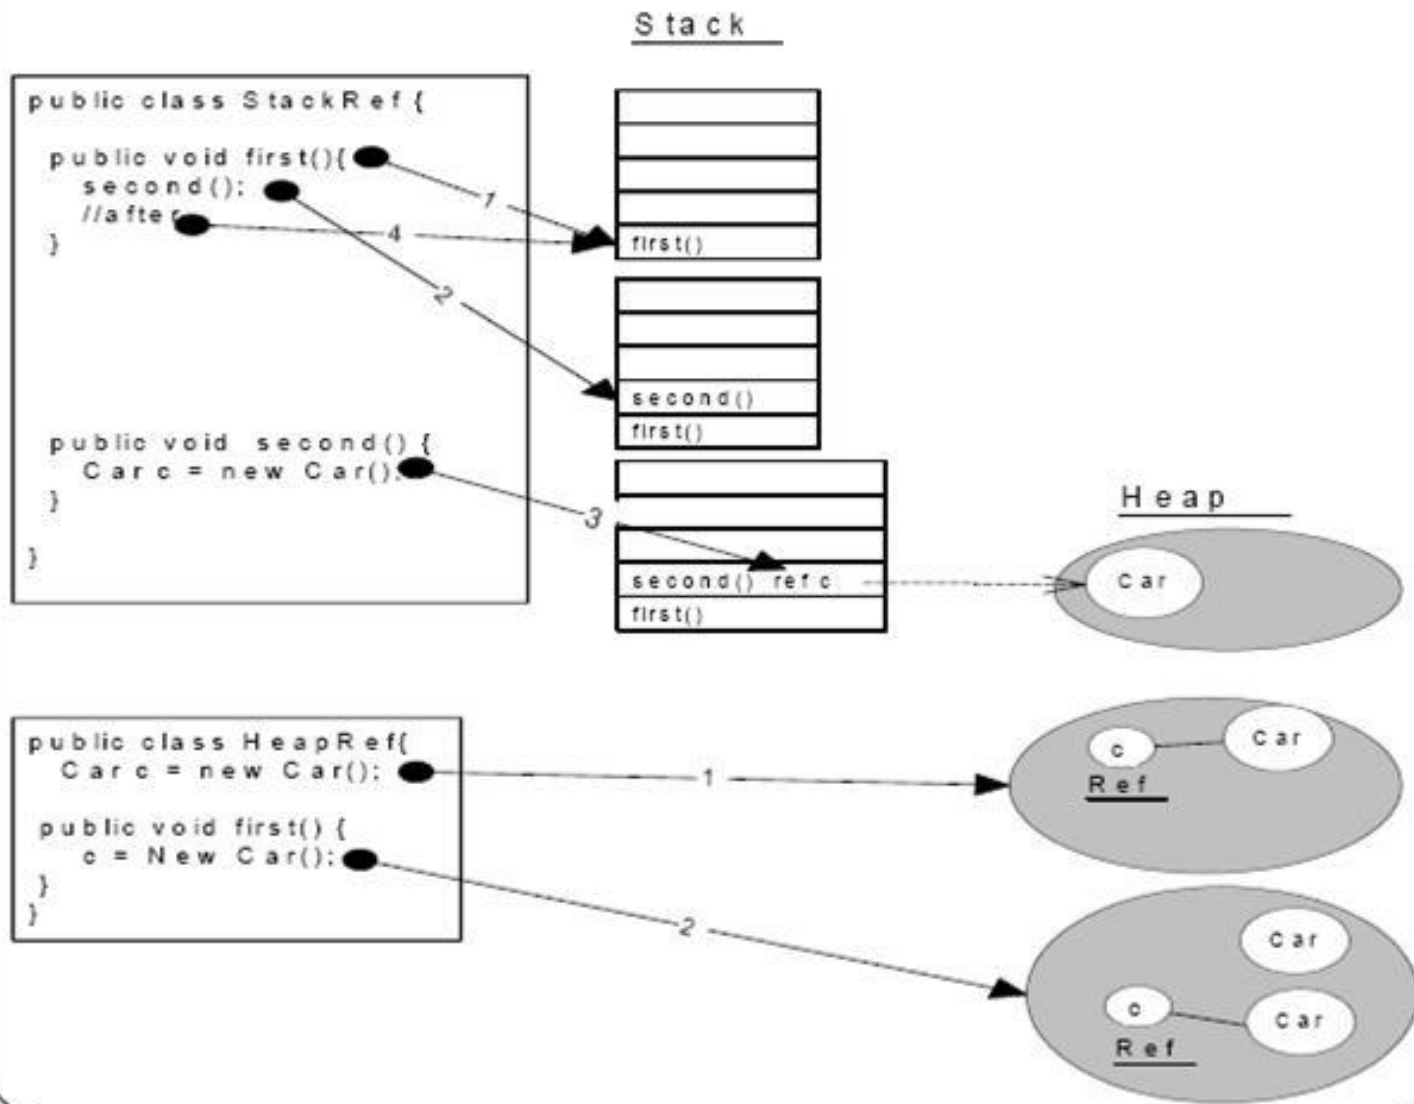 Stack
public class StackRef {
public void first(){
second();
//after
}
public void second() {
Car c = new Car();
}
}
1
4
2
3
first()
second()
first()
second() ref c
first()
Heap
Car
public class HeapRef{
Car c = new Car();
public void first() {
c = New Car();
}
}
1
2
c
Car
Ref
Car
c
Car
Ref